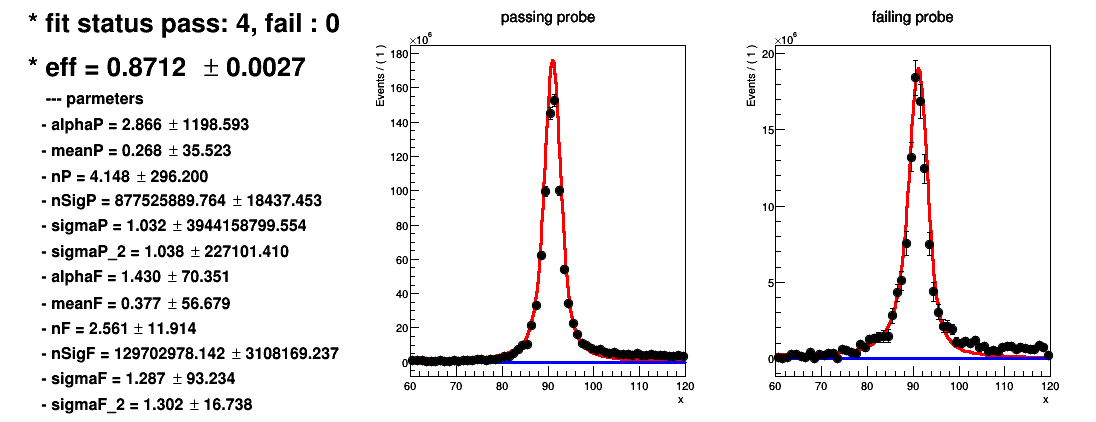 * fit status pass: 4, fail : 0
* eff = 0.8712 ± 0.0027
--- parmeters
- alphaP = 2.866 ± 1198.593
- meanP = 0.268 ± 35.523
- nP = 4.148 ± 296.200
- nSigP = 877525889.764 ± 18437.453
- sigmaP = 1.032 ± 3944158799.554
- sigmaP_2 = 1.038 ± 227101.410
- alphaF = 1.430 ± 70.351
- meanF = 0.377 ± 56.679
- nF = 2.561 ± 11.914
- nSigF = 129702978.142 ± 3108169.237
- sigmaF = 1.287 ± 93.234
- sigmaF_2 = 1.302 ± 16.738
passing probe
×10⁶
Events / ( 1 )
180
160
140
120
100
80
60
40
20
0
60 70 80 90 100 110 120
x
failing probe
×10⁶
Events / ( 1 )
20
15
10
5
0
60 70 80 90 100 110 120
x